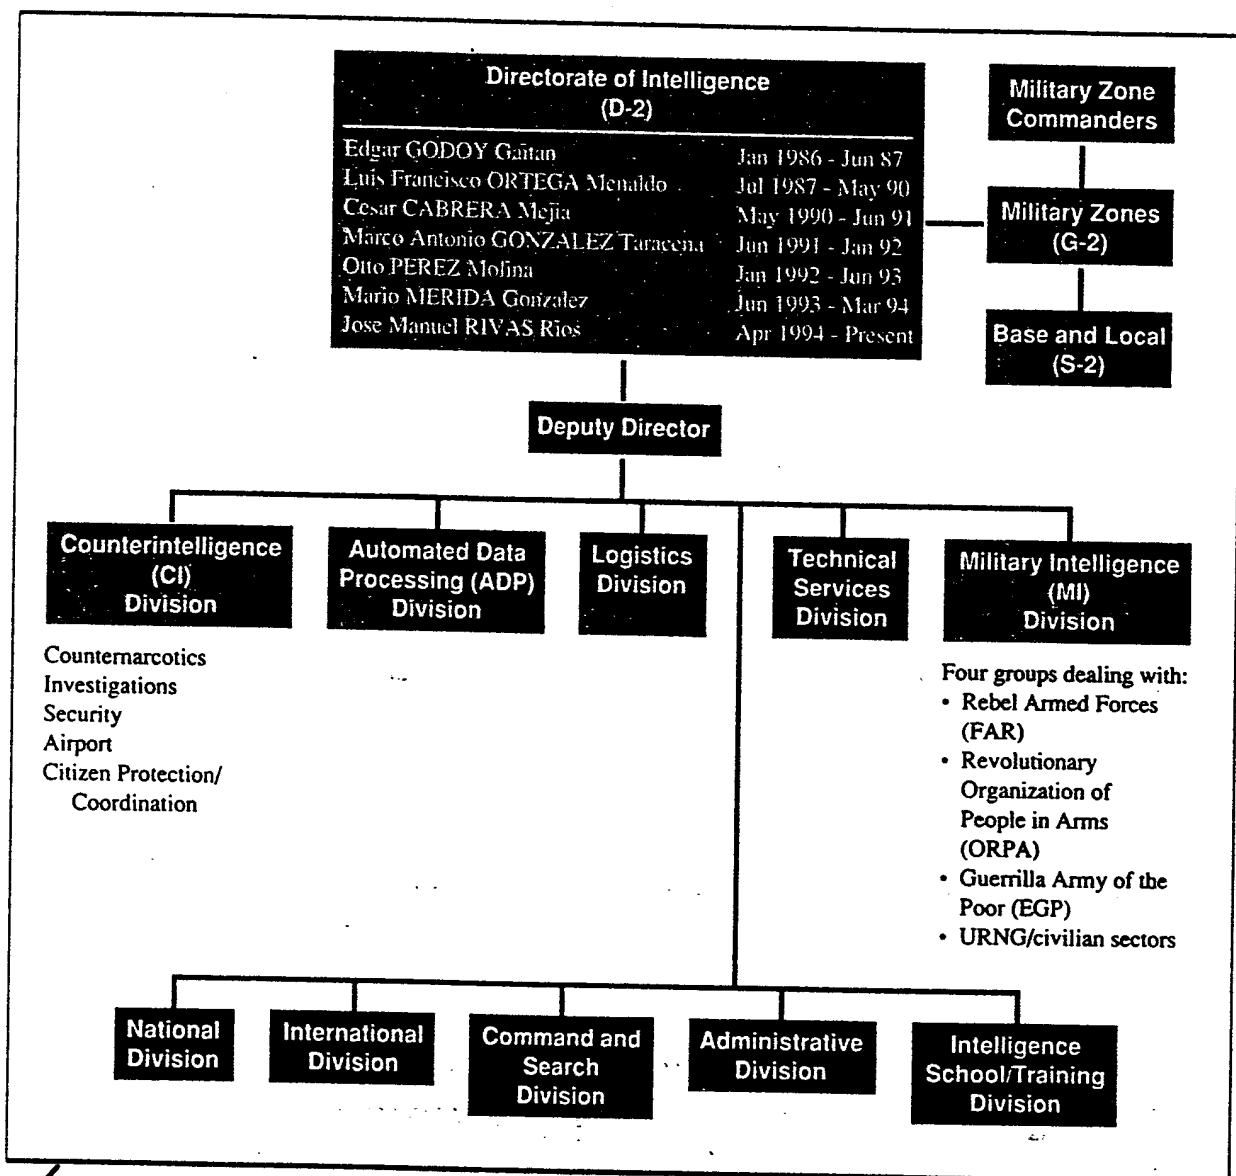 Directorate of Intelligence
(D-2)
Edgar GODOY Gaitan Jan 1986 - Jun 87
Luis Francisco ORTEGA Menaldo Jul 1987 - May 90
Cesar CABRERA Mejia May 1990 - Jun 91
Marco Antonio GONZALEZ Taracena Jun 1991 - Jan 92
Otto PEREZ Molina Jan 1992 - Jun 93
Mario MERIDA Gonzalez Jun 1993 - Mar 94
Jose Manuel RIVAS Rios Apr 1994 - Present
Military Zone
Commanders
Military Zones
(G-2)
Base and Local
(S-2)
Deputy Director
Counterintelligence
(CI)
Division
Automated Data
Processing (ADP)
Division
Logistics
Division
Technical
Services
Division
Military Intelligence
(MI)
Division
Counternarcotics
Investigations
Security
Airport
Citizen Protection/
Coordination
Four groups dealing with:
• Rebel Armed Forces
(FAR)
• Revolutionary
Organization of
People in Arms
(ORPA)
• Guerrilla Army of the
Poor (EGP)
• URNG/civilian sectors
National
Division
International
Division
Command and
Search
Division
Administrative
Division
Intelligence
School/Training
Division